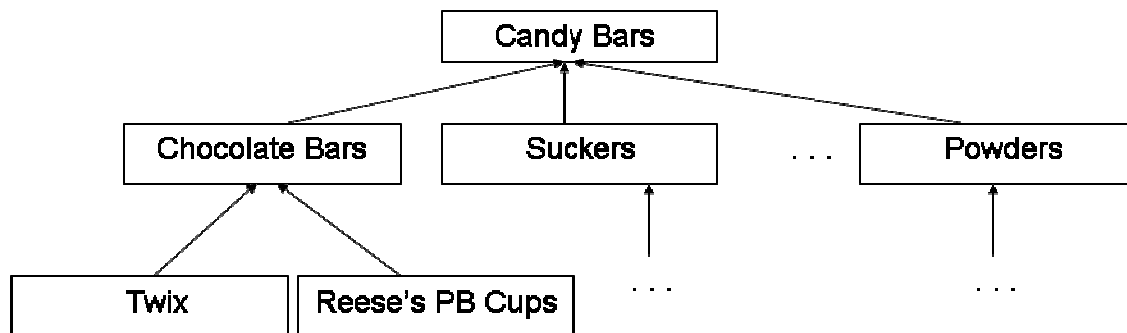 Candy Bars
Chocolate Bars
Suckers
. . .
Powders
Twix
Reese's PB Cups
. . .
. . .